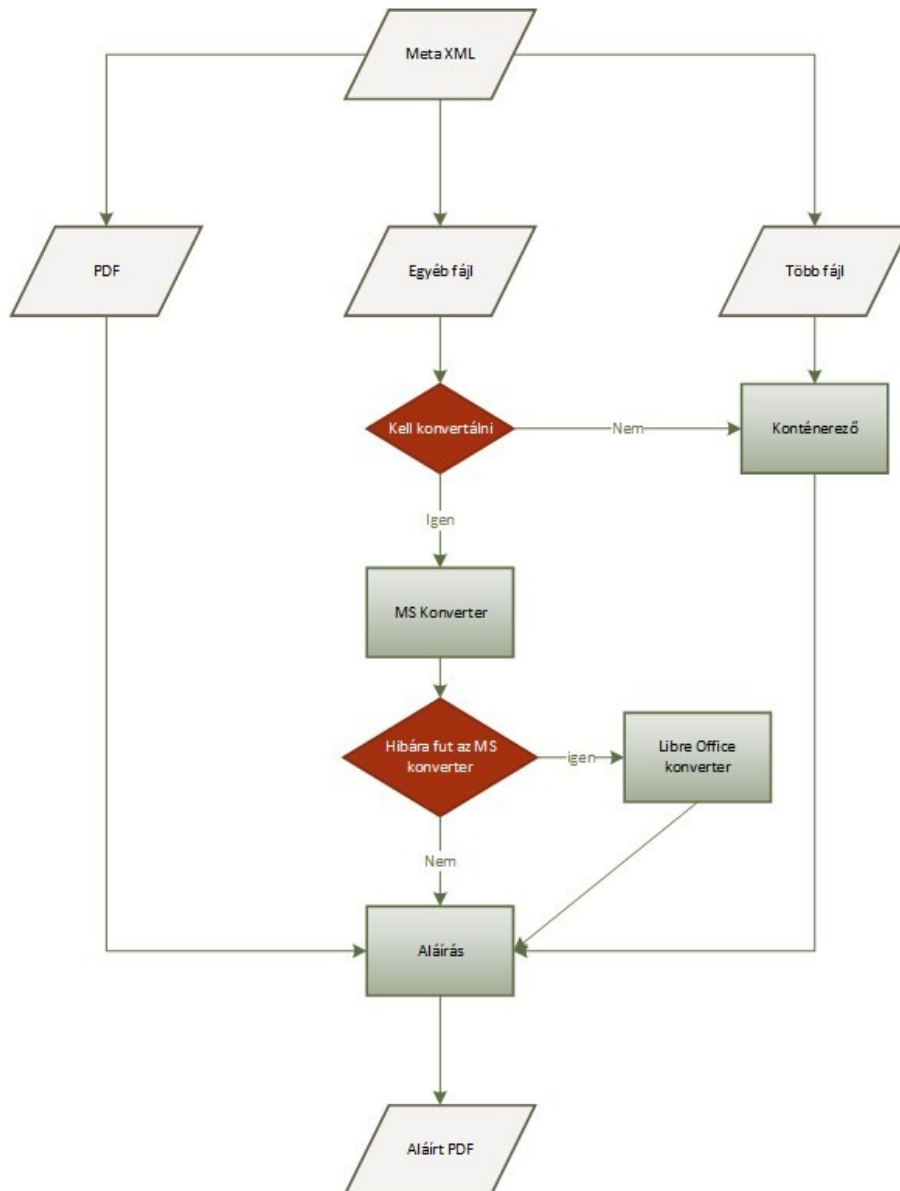 Meta XML
PDF
Egyéb fájl
Több fájl
Kell konvertálni
Nem
Konténerező
Igen
MS Konverter
Hibára fut az MS
konverter
igen
Libre Office
konverter
Nem
Aláírás
Aláírt PDF